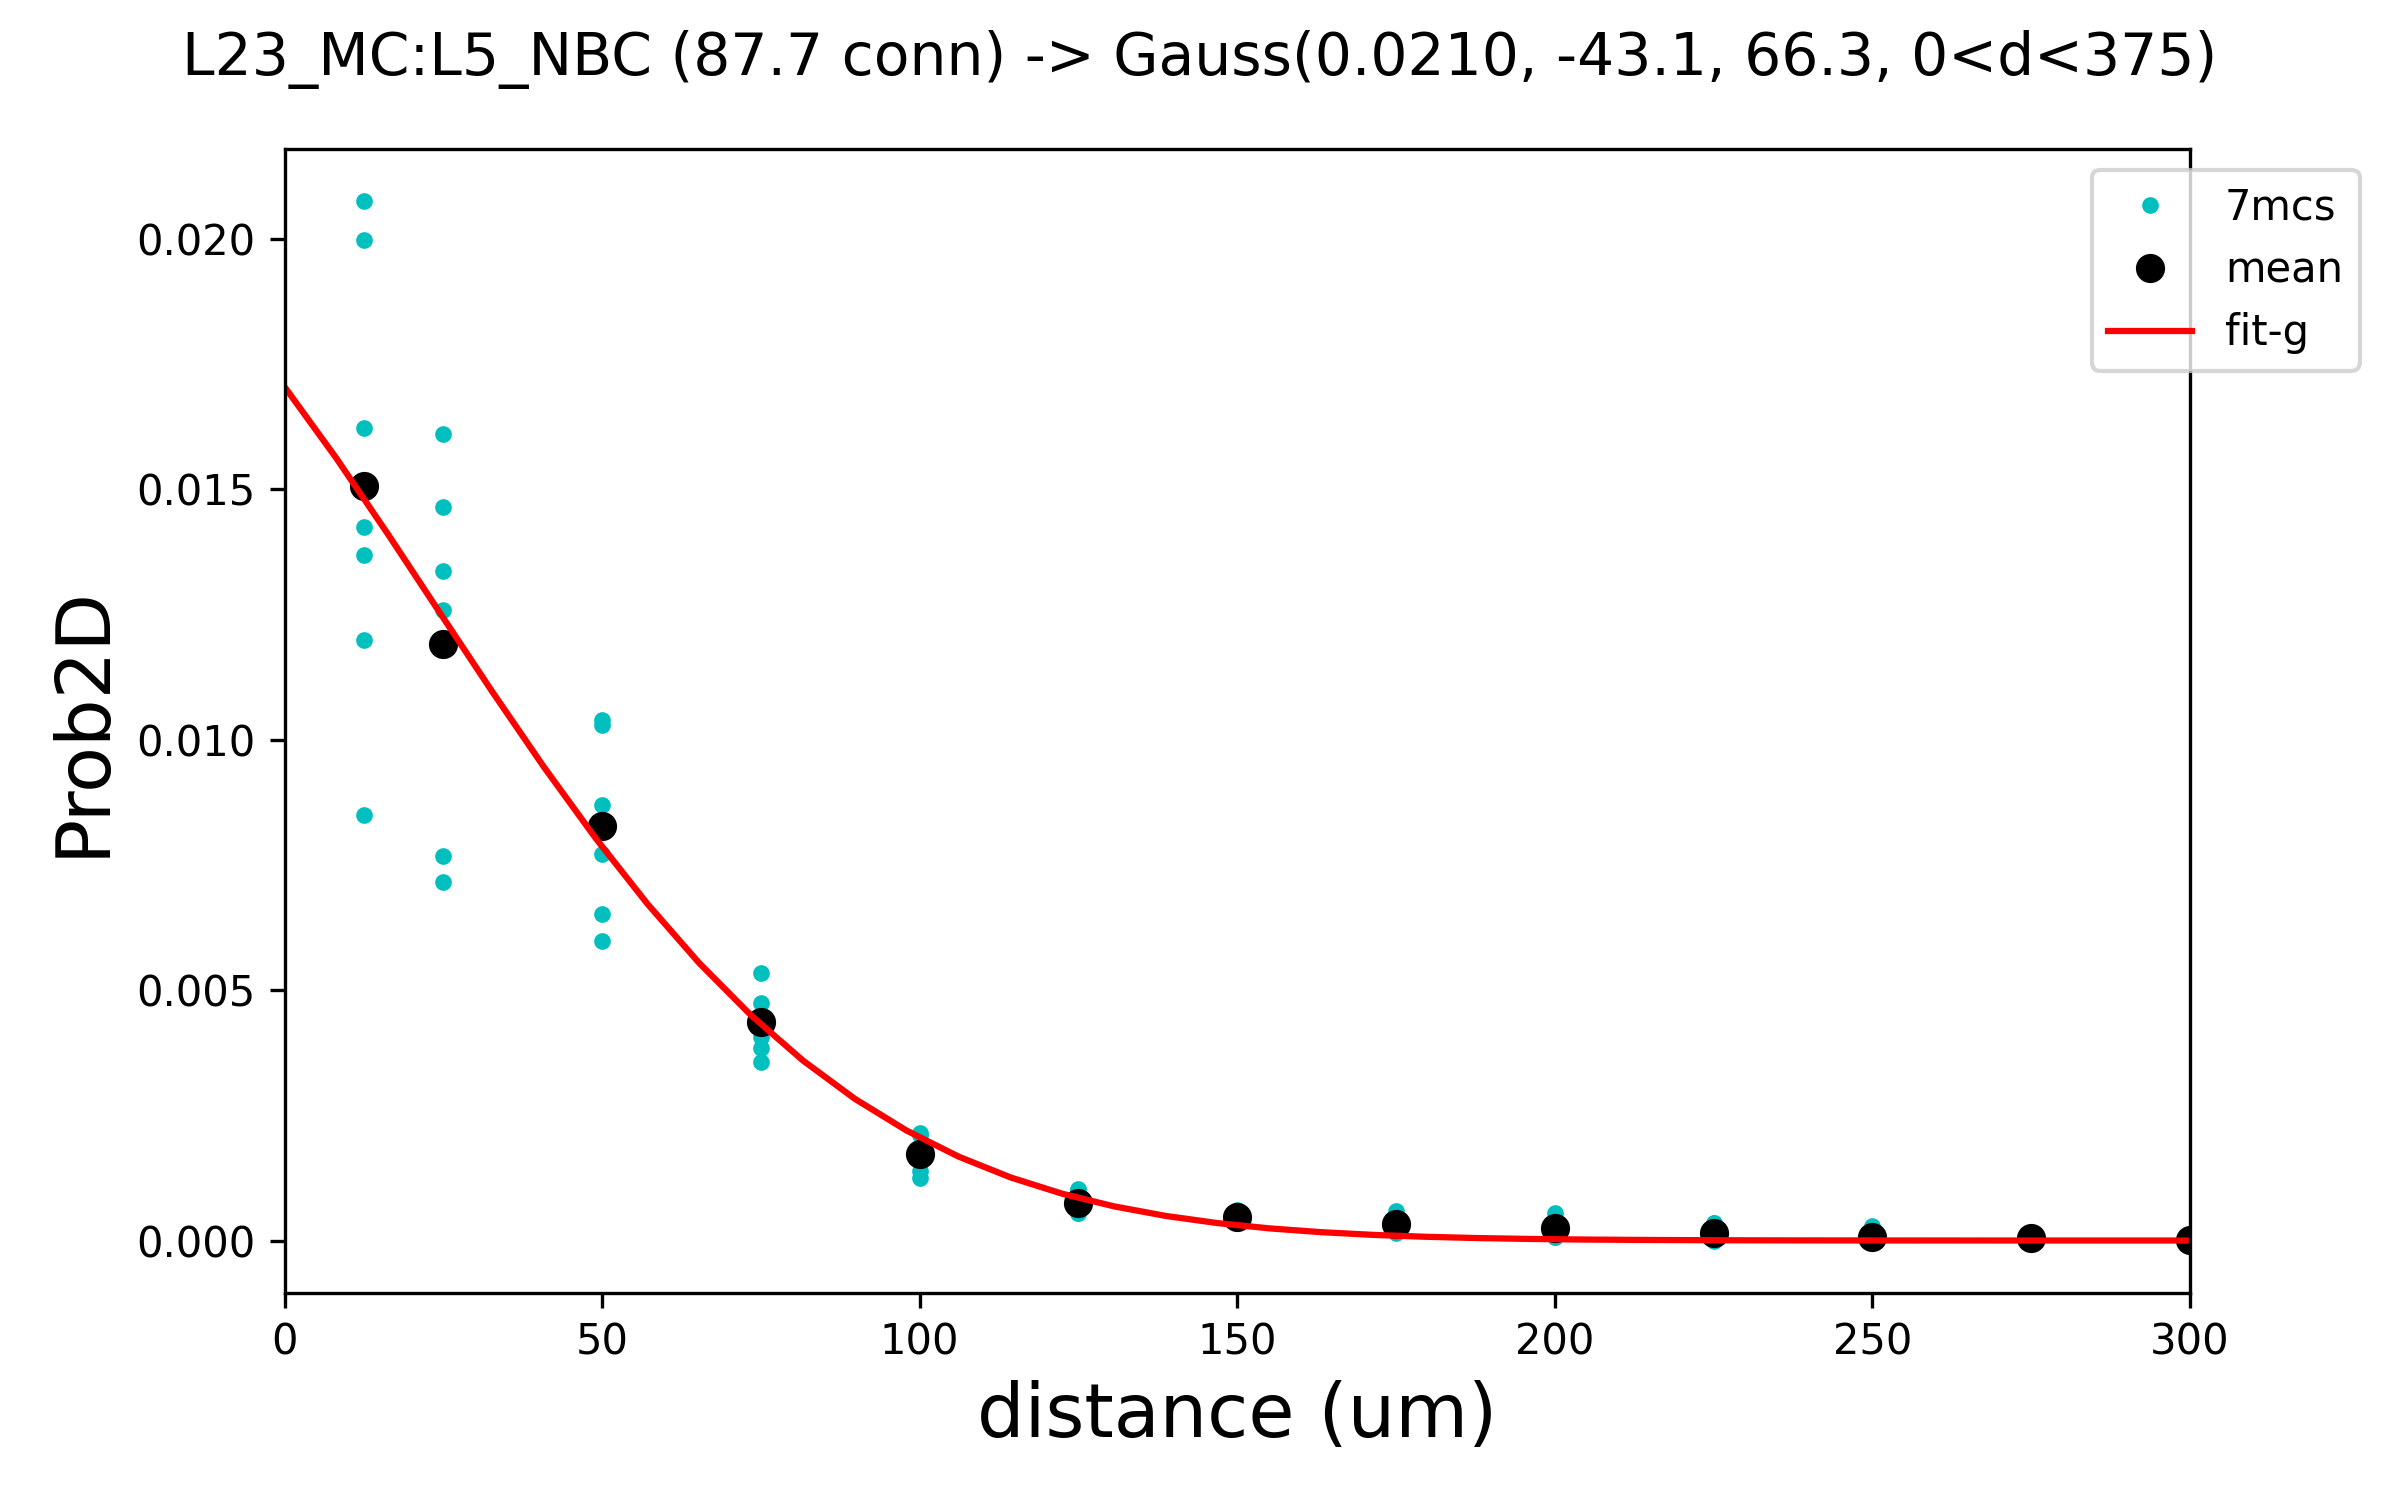 L23_MC:L5_NBC (87.7 conn) -> Gauss(0.0210, -43.1, 66.3, 0<d<375)
7mcs
mean
fit-g
Prob2D
0.020
0.015
0.010
0.005
0.000
0 50 100 150 200 250 300
distance (um)